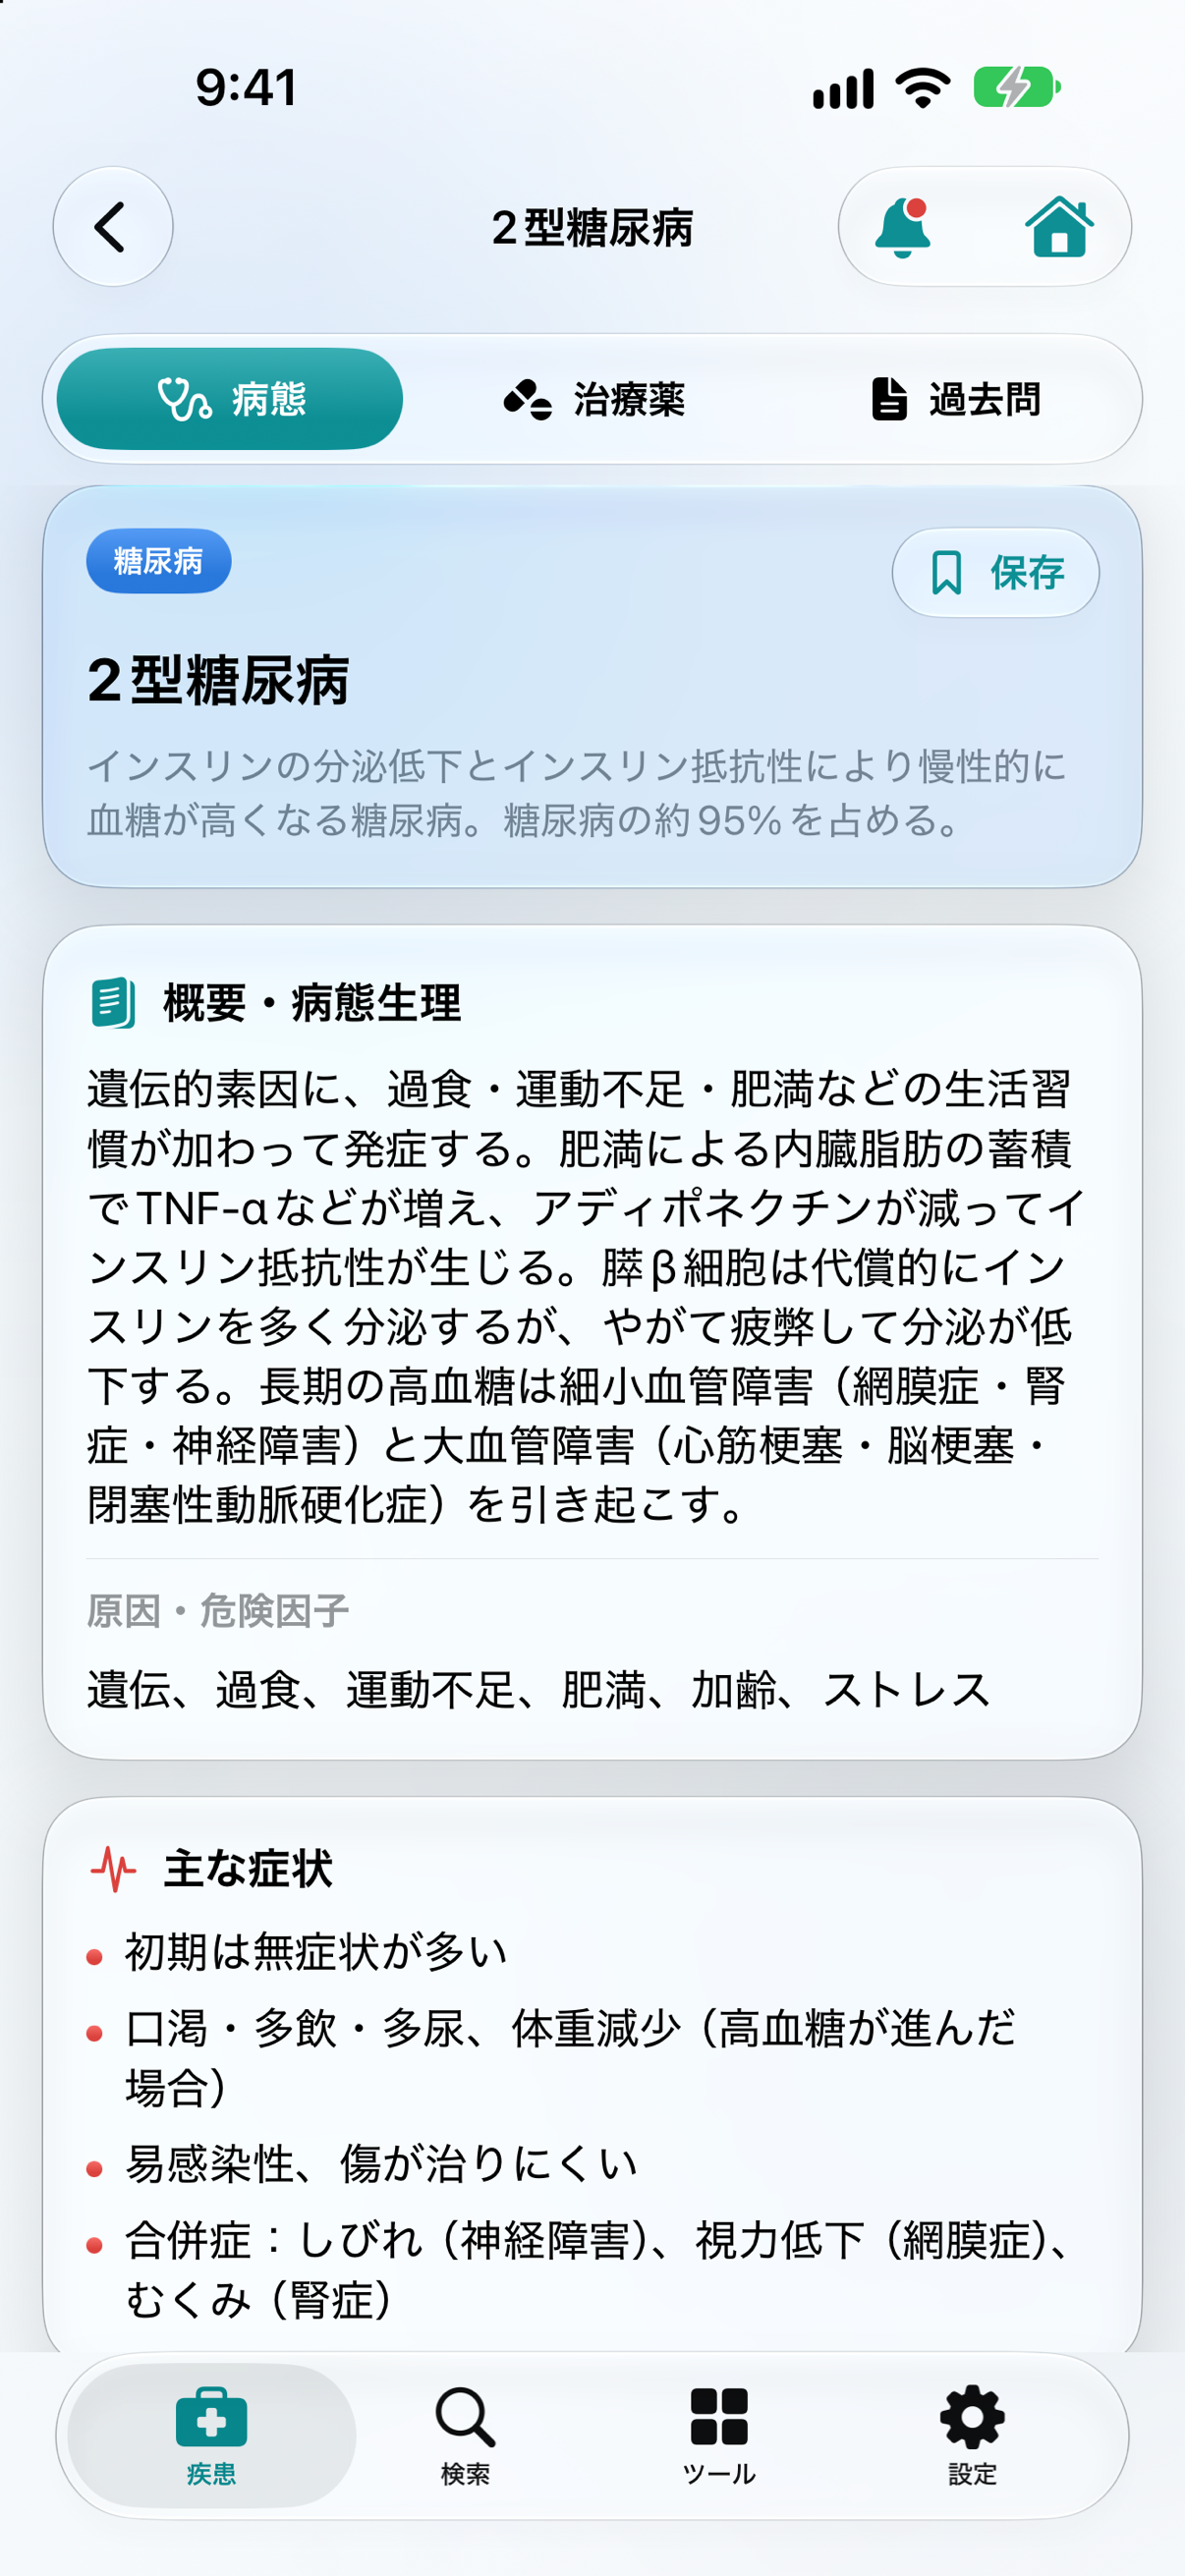 9:41
2型糖尿病
病態
治療薬
過去問
糖尿病
保存
2型糖尿病
インスリンの分泌低下とインスリン抵抗性により慢性的に
血糖が高くなる糖尿病。糖尿病の約95%を占める。
概要・病態生理
遺伝的素因に、過食・運動不足・肥満などの生活習
慣が加わって発症する。肥満による内臓脂肪の蓄積
でTNF-αなどが増え、アディポネクチンが減ってイ
ンスリン抵抗性が生じる。膵β細胞は代償的にイン
スリンを多く分泌するが、やがて疲弊して分泌が低
下する。長期の高血糖は細小血管障害（網膜症・腎
症・神経障害）と大血管障害（心筋梗塞・脳梗塞・
閉塞性動脈硬化症）を引き起こす。
原因・危険因子
遺伝、過食、運動不足、肥満、加齢、ストレス
主な症状
• 初期は無症状が多い
• 口渇・多飲・多尿、体重減少（高血糖が進んだ
場合）
• 易感染性、傷が治りにくい
• 合併症：しびれ（神経障害）、視力低下（網膜症）、
むくみ（腎症）
疾患
検索
ツール
設定